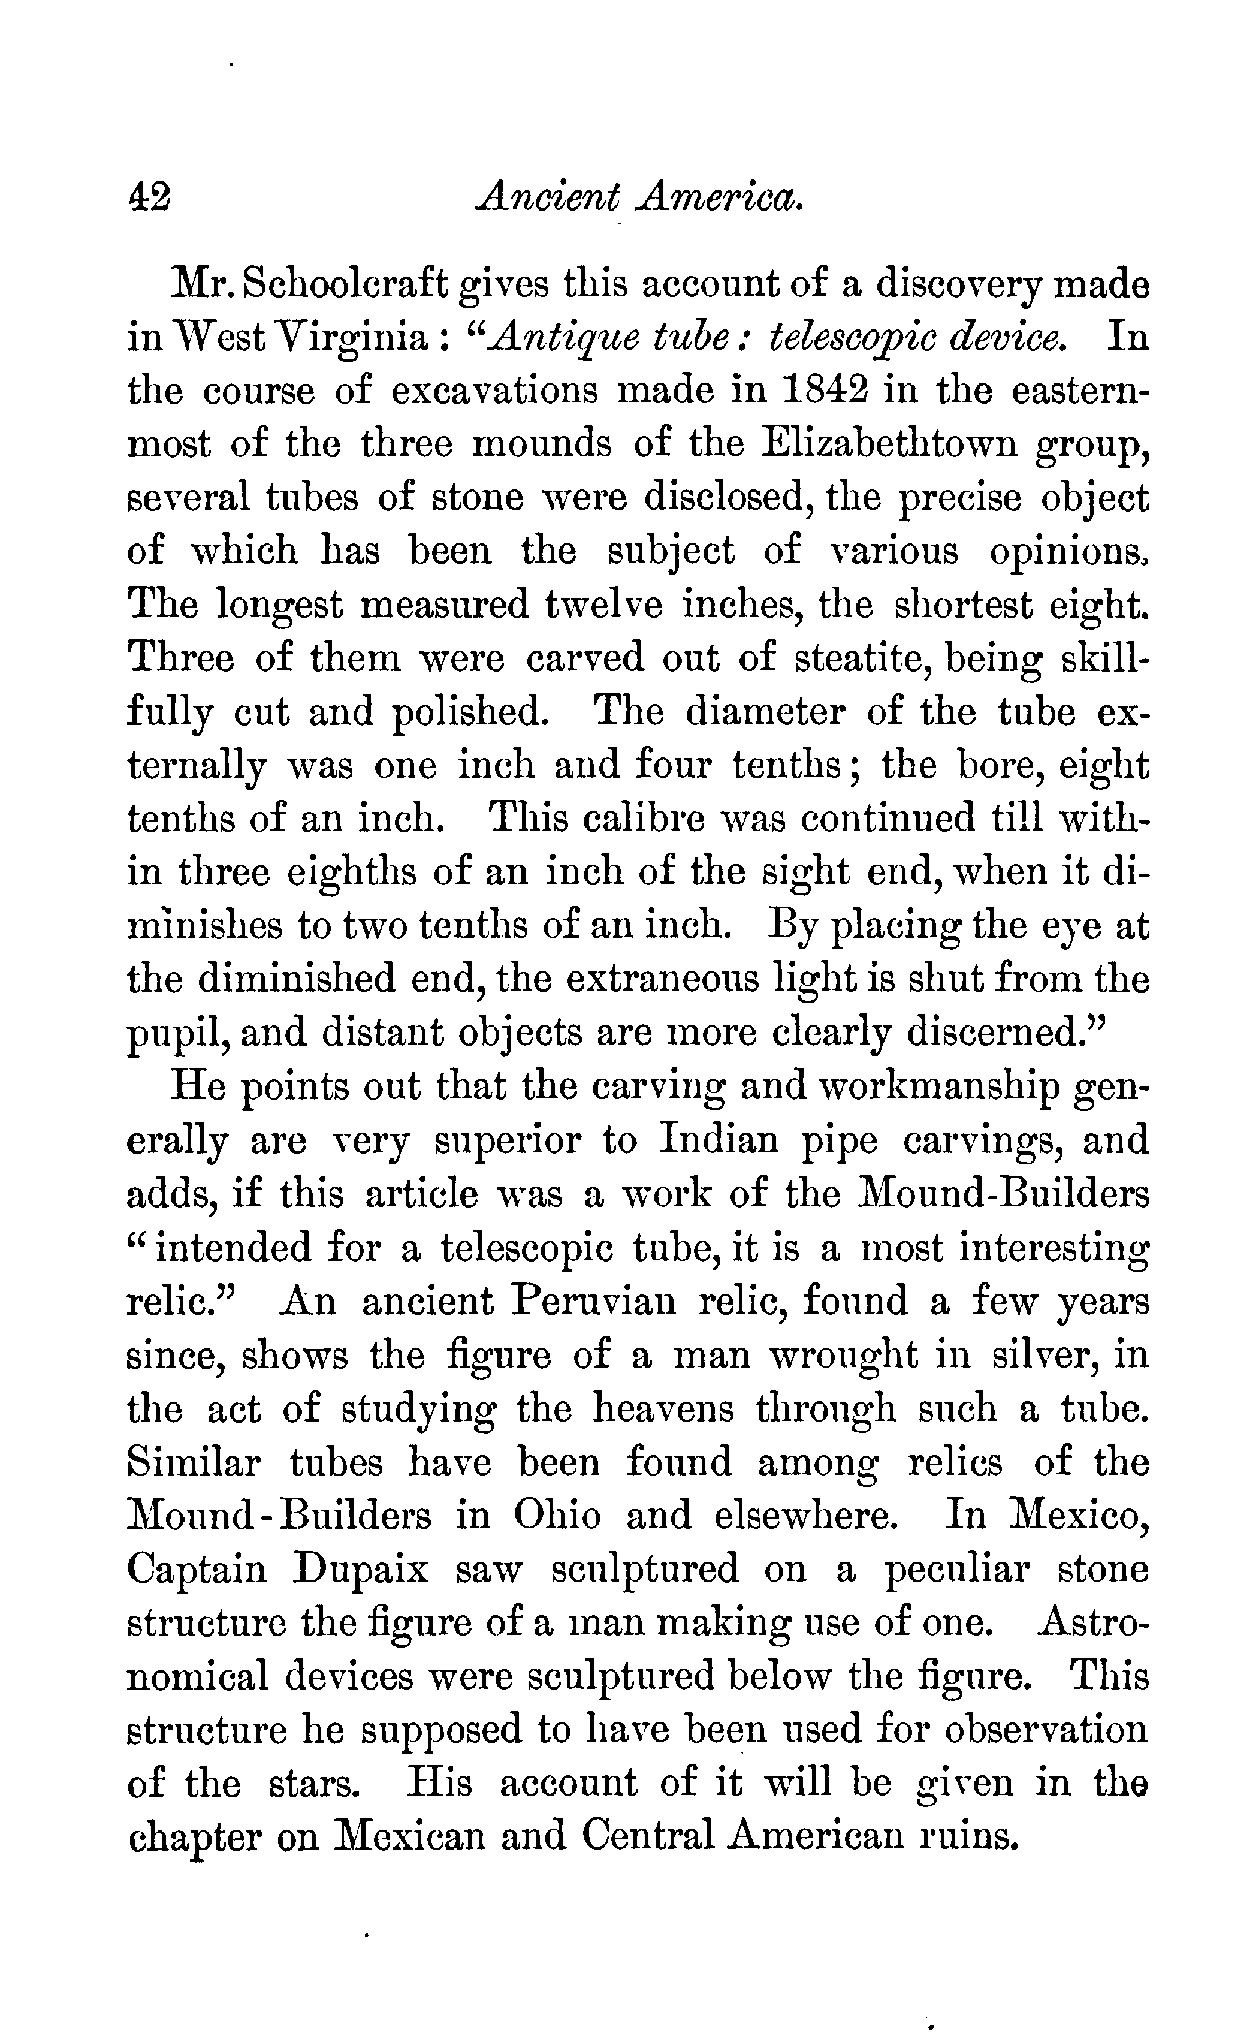 42 Ancient America.
Mr. Schoolcraft gives this account of a discovery made
in West Virginia : "Antique tube : telescopic device. In
the course of excavations made in 1842 in the eastern-
most of the three mounds of the Elizabethtown group,
several tubes of stone were disclosed, the precise object
of which has been the subject of various opinions.
The longest measured twelve inches, the shortest eight.
Three of them were carved out of steatite, being skill-
fully cut and polished. The diameter of the tube ex-
ternally was one inch and four tenths ; the bore, eight
tenths of an inch. This calibre was continued till with-
in three eighths of an inch of the sight end, when it di-
minishes to two tenths of an inch. By placing the eye at
the diminished end, the extraneous light is shut from the
pupil, and distant objects are more clearly discerned."
He points out that the carving and workmanship gen-
erally are very superior to Indian pipe carvings, and
adds, if this article was a work of the Mound-Builders
" intended for a telescopic tube, it is a most interesting
relic." An ancient Peruvian relic, found a few years
since, shows the figure of a man wrought in silver, in
the act of studying the heavens through such a tube.
Similar tubes have been found among relics of the
Mound-Builders in Ohio and elsewhere. In Mexico,
Captain Dupaix saw sculptured on a peculiar stone
structure the figure of a man making use of one. Astro-
nomical devices were sculptured below the figure. This
structure he supposed to have been used for observation
of the stars. His account of it will be given in the
chapter on Mexican and Central American ruins.